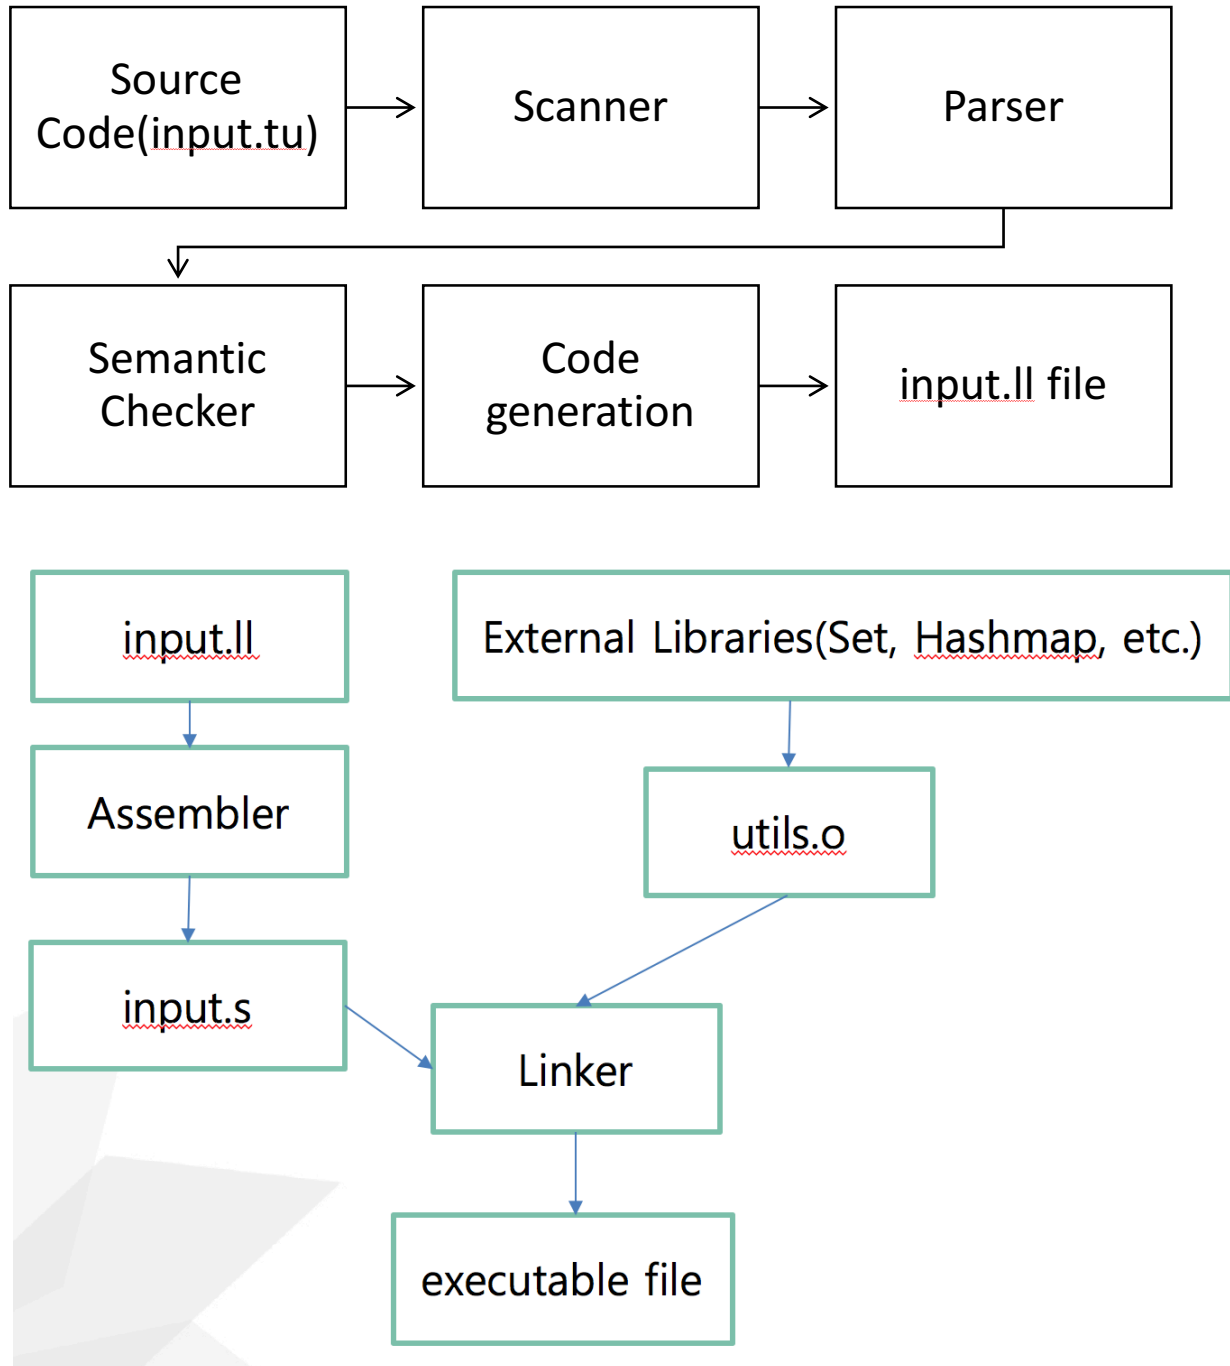 Source
Code(input.tu)
Scanner
Parser
Semantic
Checker
Code
generation
input.ll file
input.ll
External Libraries(Set, Hashmap, etc.)
Assembler
utils.o
input.s
Linker
executable file